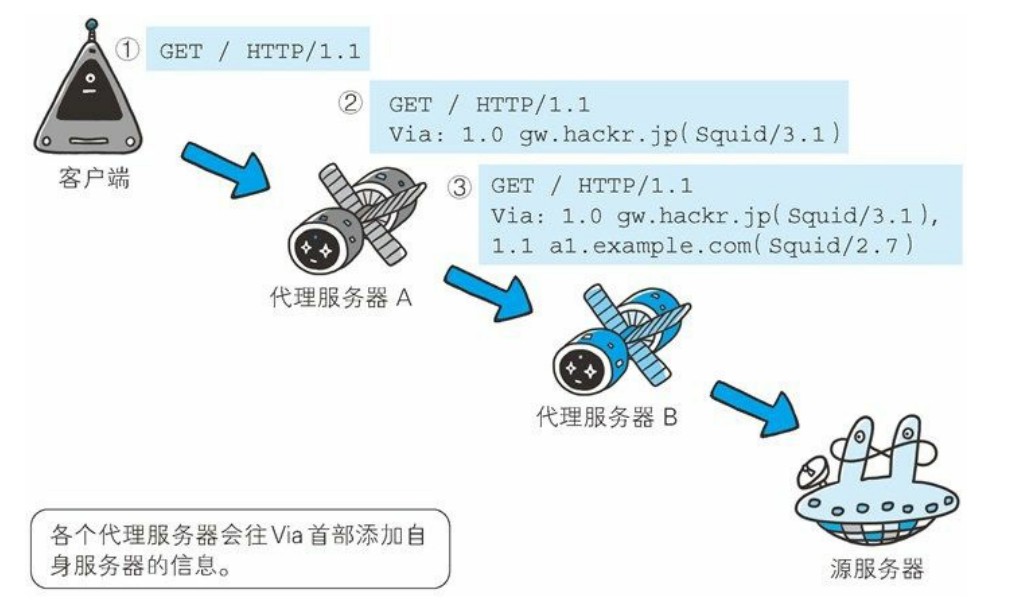 ① GET / HTTP/1.1
② GET / HTTP/1.1
Via: 1.0 gw.hackr.jp(Squid/3.1)
客户端
③ GET / HTTP/1.1
Via: 1.0 gw.hackr.jp(Squid/3.1),
1.1 a1.example.com(Squid/2.7)
代理服务器 A
代理服务器 B
各个代理服务器会往Via首部添加自
身服务器的信息。
源服务器